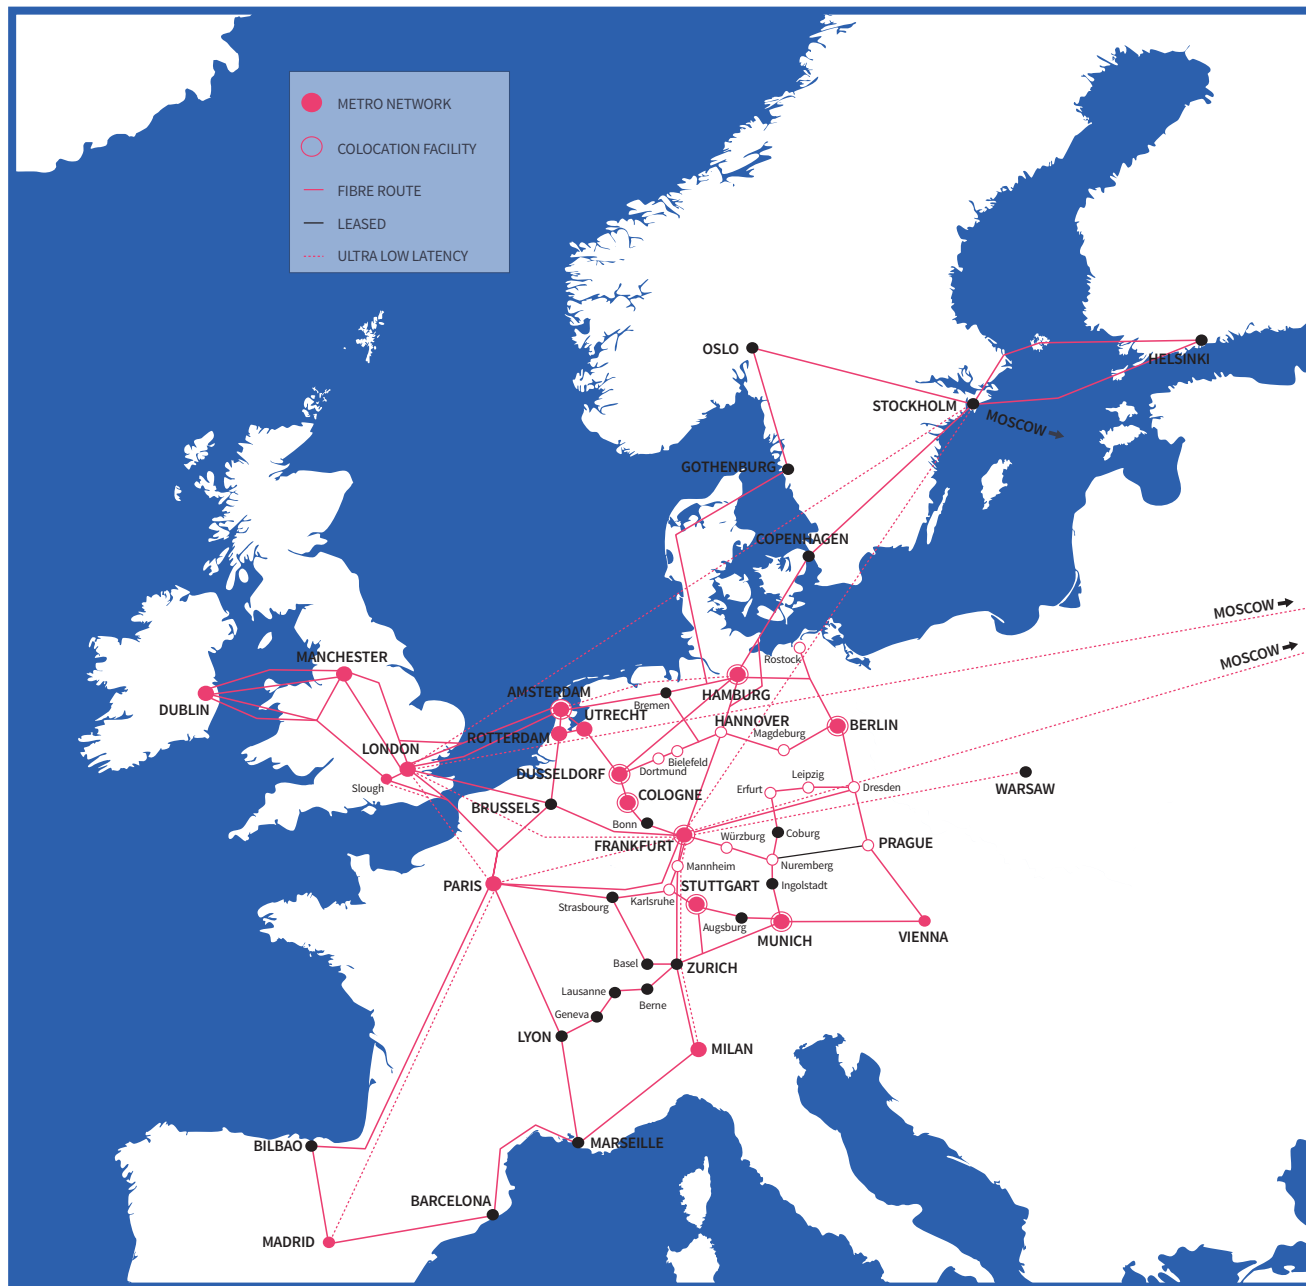 METRO NETWORK
COLOCATION FACILITY
FIBRE ROUTE
LEASED
ULTRA LOW LATENCY
OSLO
HELSINKI
STOCKHOLM
MOSCOW
GOTHENBURG
COPENHAGEN
MOSCOW
MOSCOW
MANCHESTER
Rostock
DUBLIN
AMSTERDAM
HAMBURG
Bremen
UTRECHT
HANNOVER
BERLIN
Magdeburg
ROTTERDAM
LONDON
Bielefeld
Dortmund
DUSSELDORF
Leipzig
Slough
Erfurt
Dresden
WARSAW
COLOGNE
BRUSSELS
Bonn
Coburg
FRANKFURT
Würzburg
PRAGUE
Mannheim
Nuremberg
PARIS
STUTTGART
Ingolstadt
Karlsruhe
Strasbourg
Augsburg
MUNICH
VIENNA
Basel
ZURICH
Lausanne
Berne
Geneva
LYON
MILAN
BILBAO
MARSEILLE
BARCELONA
MADRID